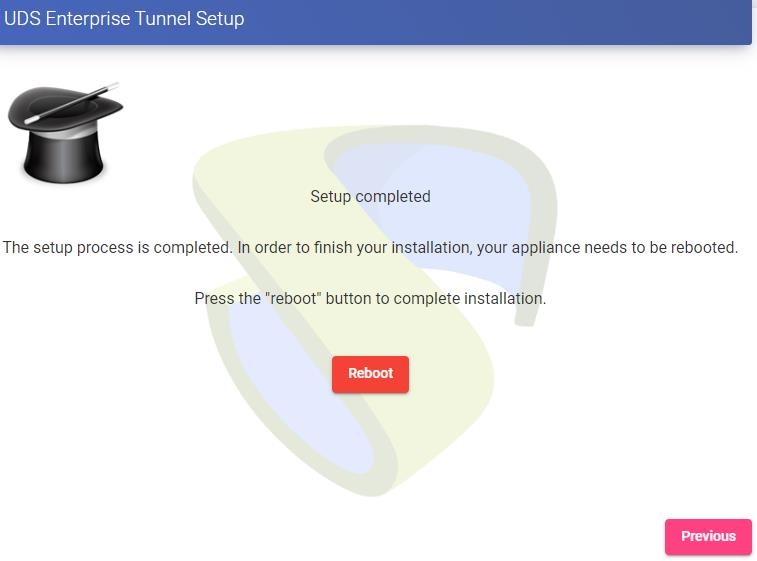 UDS Enterprise Tunnel Setup
Setup completed
The setup process is completed. In order to finish your installation, your appliance needs to be rebooted.
Press the "reboot" button to complete installation.
Reboot
Previous